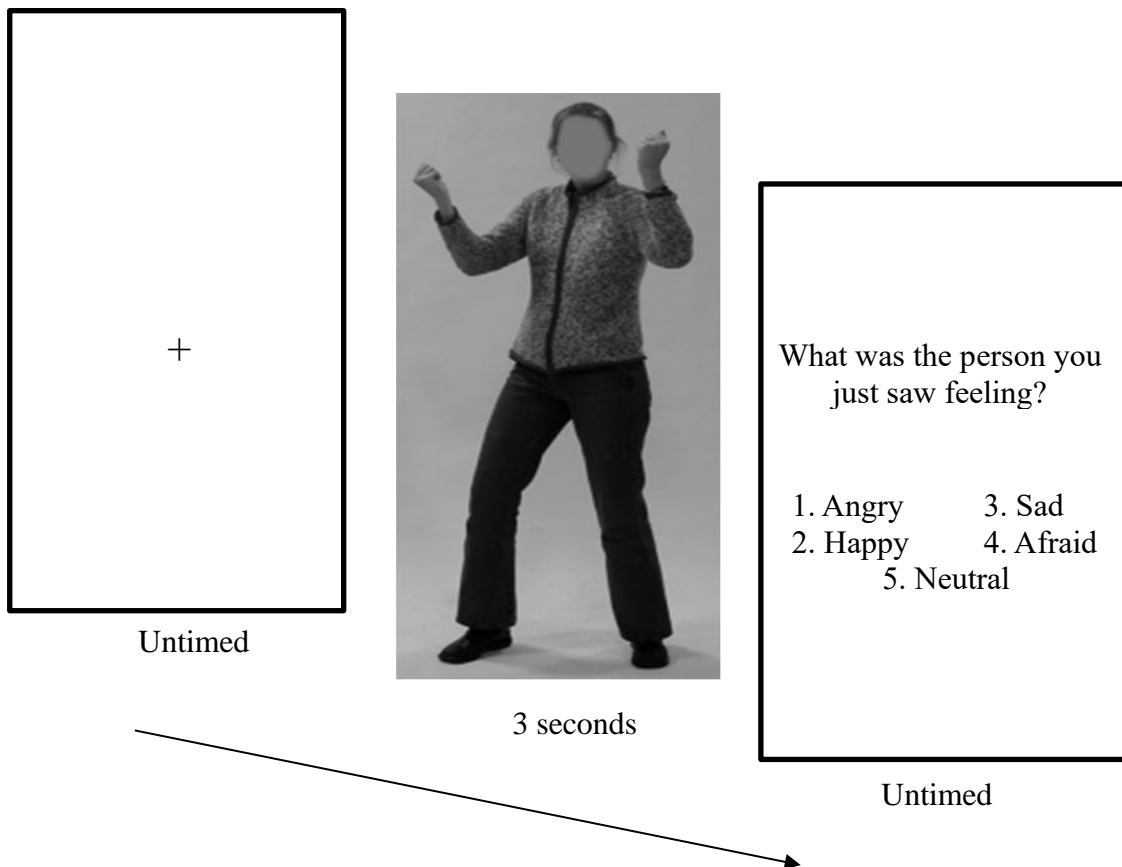 +
Untimed
3 seconds
What was the person you
just saw feeling?
1. Angry 3. Sad
2. Happy 4. Afraid
5. Neutral
Untimed